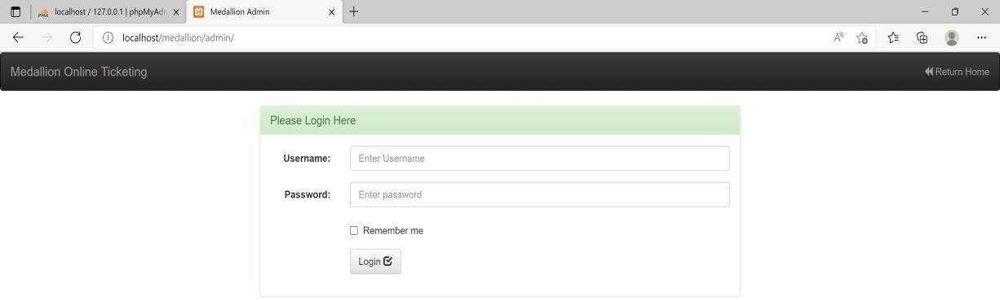 localhost / 127.0.0.1 | phpMyAdn
Medallion Admin
localhost/medallion/admin/
Medallion Online Ticketing
Return Home
Please Login Here
Username:
Enter Username
Password:
Enter password
Remember me
Login